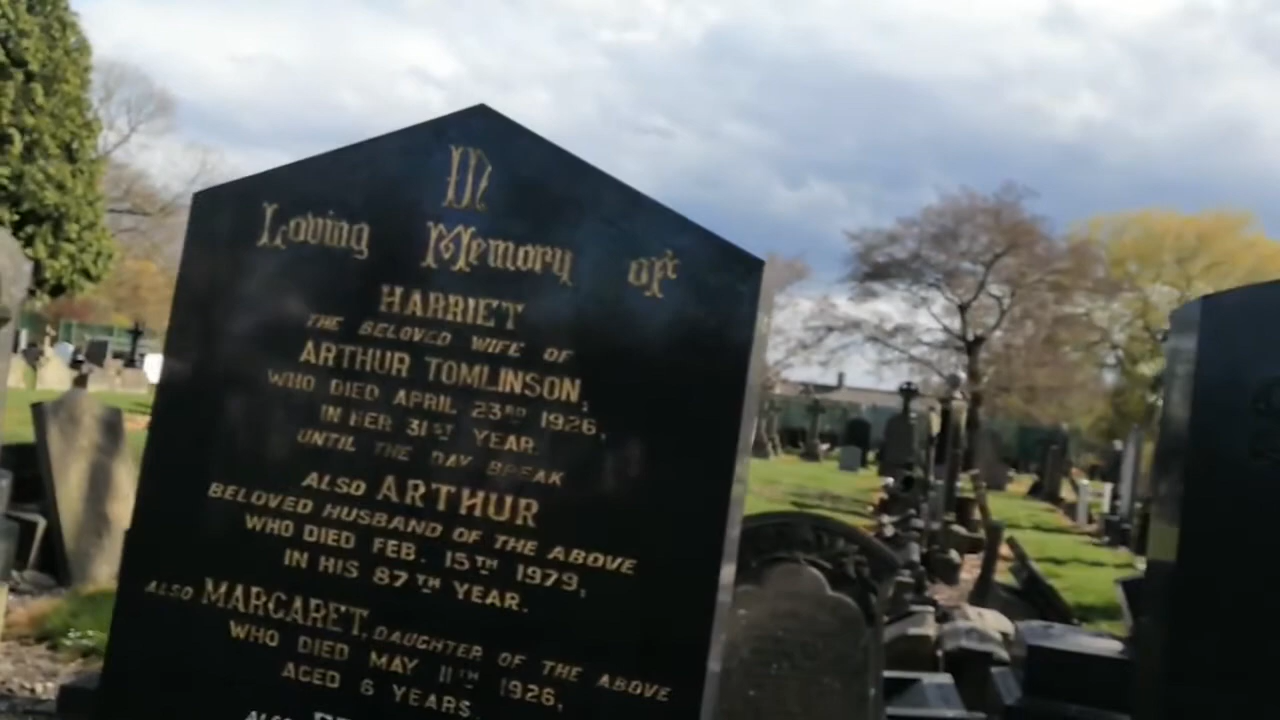 In
Loving Memory of
HARRIET
THE BELOVED WIFE OF
ARTHUR TOMLINSON,
WHO DIED APRIL 23RD 1926,
IN HER 31ST YEAR.
UNTIL THE DAY BREAK
ALSO ARTHUR
BELOVED HUSBAND OF THE ABOVE
WHO DIED FEB. 15TH 1979,
IN HIS 87TH YEAR.
ALSO MARGARET, DAUGHTER OF THE ABOVE
WHO DIED MAY 11TH 1926,
AGED 6 YEARS.
ALSO